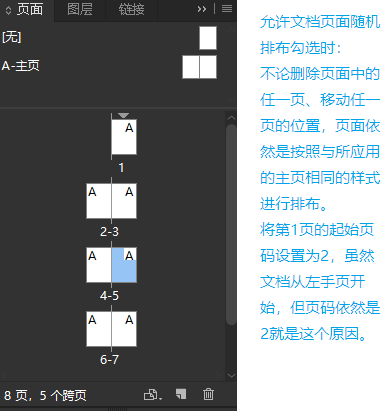 页面 图层 链接
[无]
A-主页
A
1
A A
2-3
A A
4-5
A A
6-7
8 页，5 个跨页
允许文档页面随机
排布勾选时：
不论删除页面中的
任一页、移动任一
页的位置，页面依
然是按照与所应用
的主页相同的样式
进行排布。
将第1页的起始页
码设置为2，虽然
文档从左手页开
始，但页码依然是
2就是这个原因。